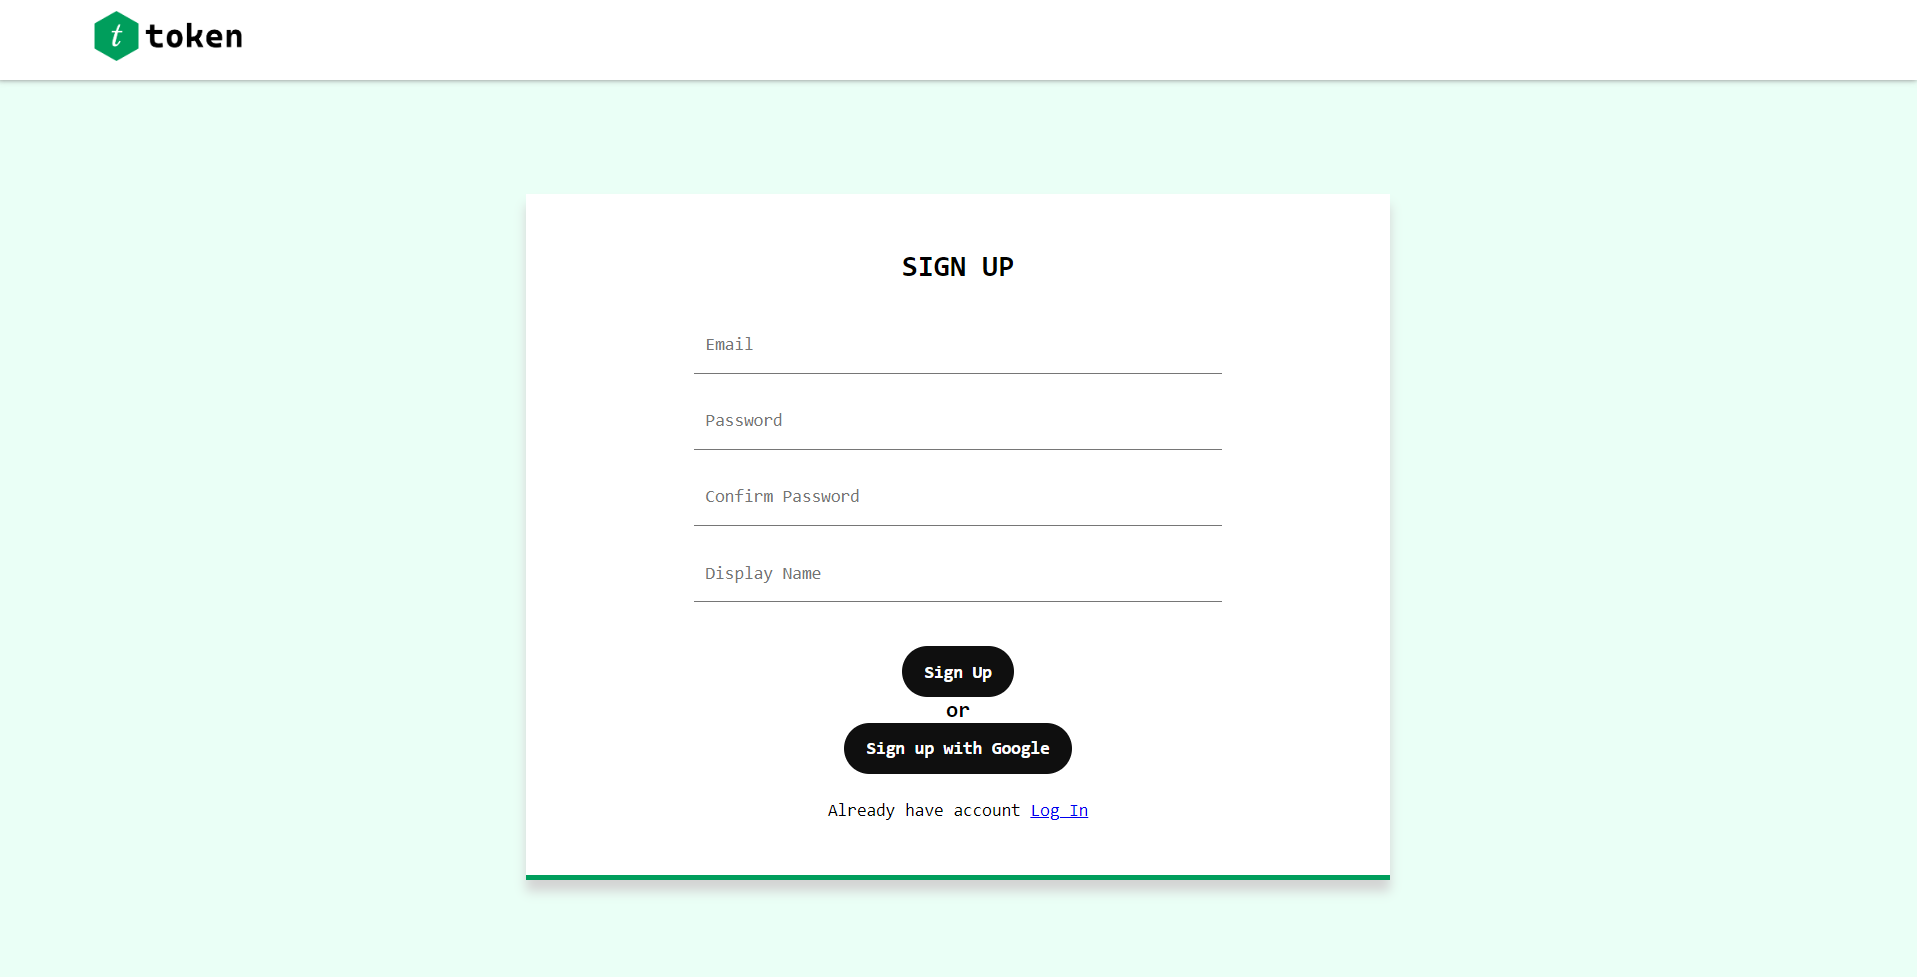 t token
SIGN UP
Email
Password
Confirm Password
Display Name
Sign Up
or
Sign up with Google
Already have account Log In